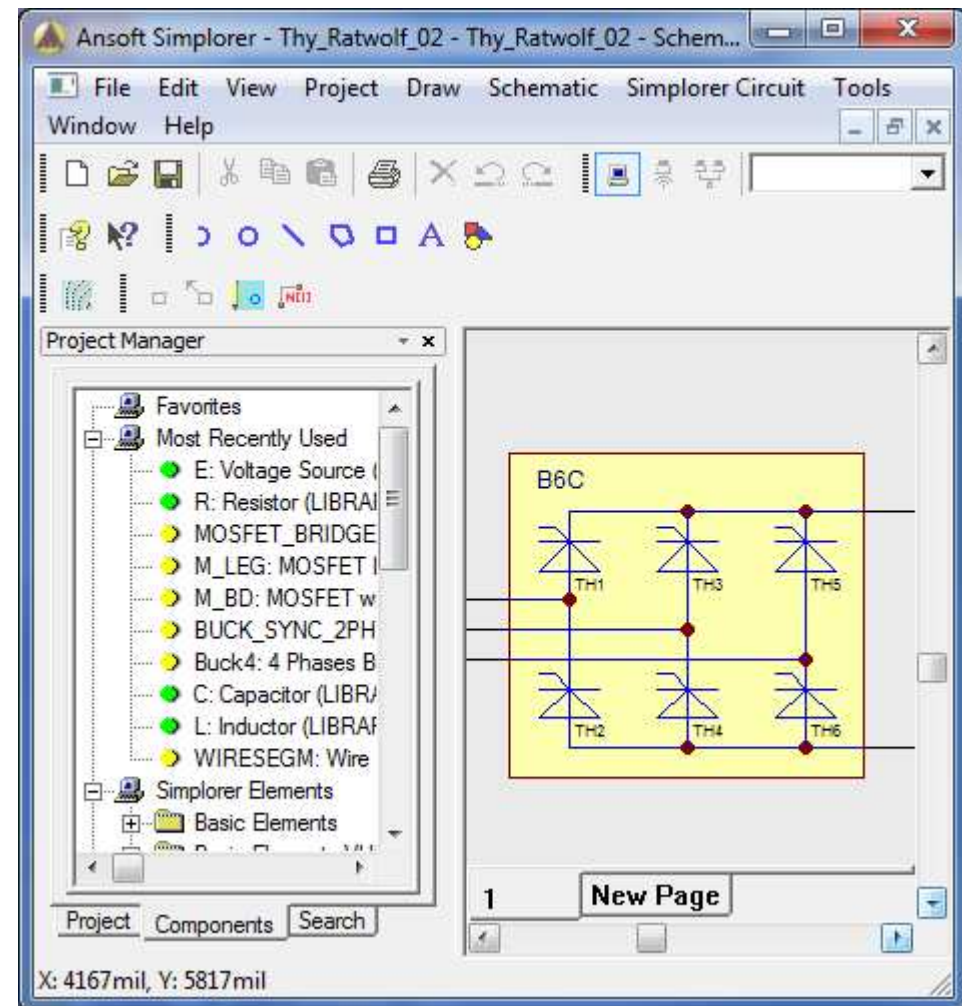 Ansoft Simplorer - Thy_Ratwolf_02 - Thy_Ratwolf_02 - Schem...
File Edit View Project Draw Schematic Simplorer Circuit Tools
Window Help
A
Project Manager
Favorites
Most Recently Used
E: Voltage Source (
R: Resistor (LIBRAI
MOSFET_BRIDGE
M_LEG: MOSFET l
M_BD: MOSFET w
BUCK_SYNC_2PH
Buck4: 4 Phases B
C: Capacitor (LIBRA
L: Inductor (LIBRAF
WIRESEGM: Wire
Simplorer Elements
Basic Elements
Project Components Search
B6C
TH1 TH3 TH5
TH2 TH4 TH6
1 New Page
X: 4167mil, Y: 5817mil